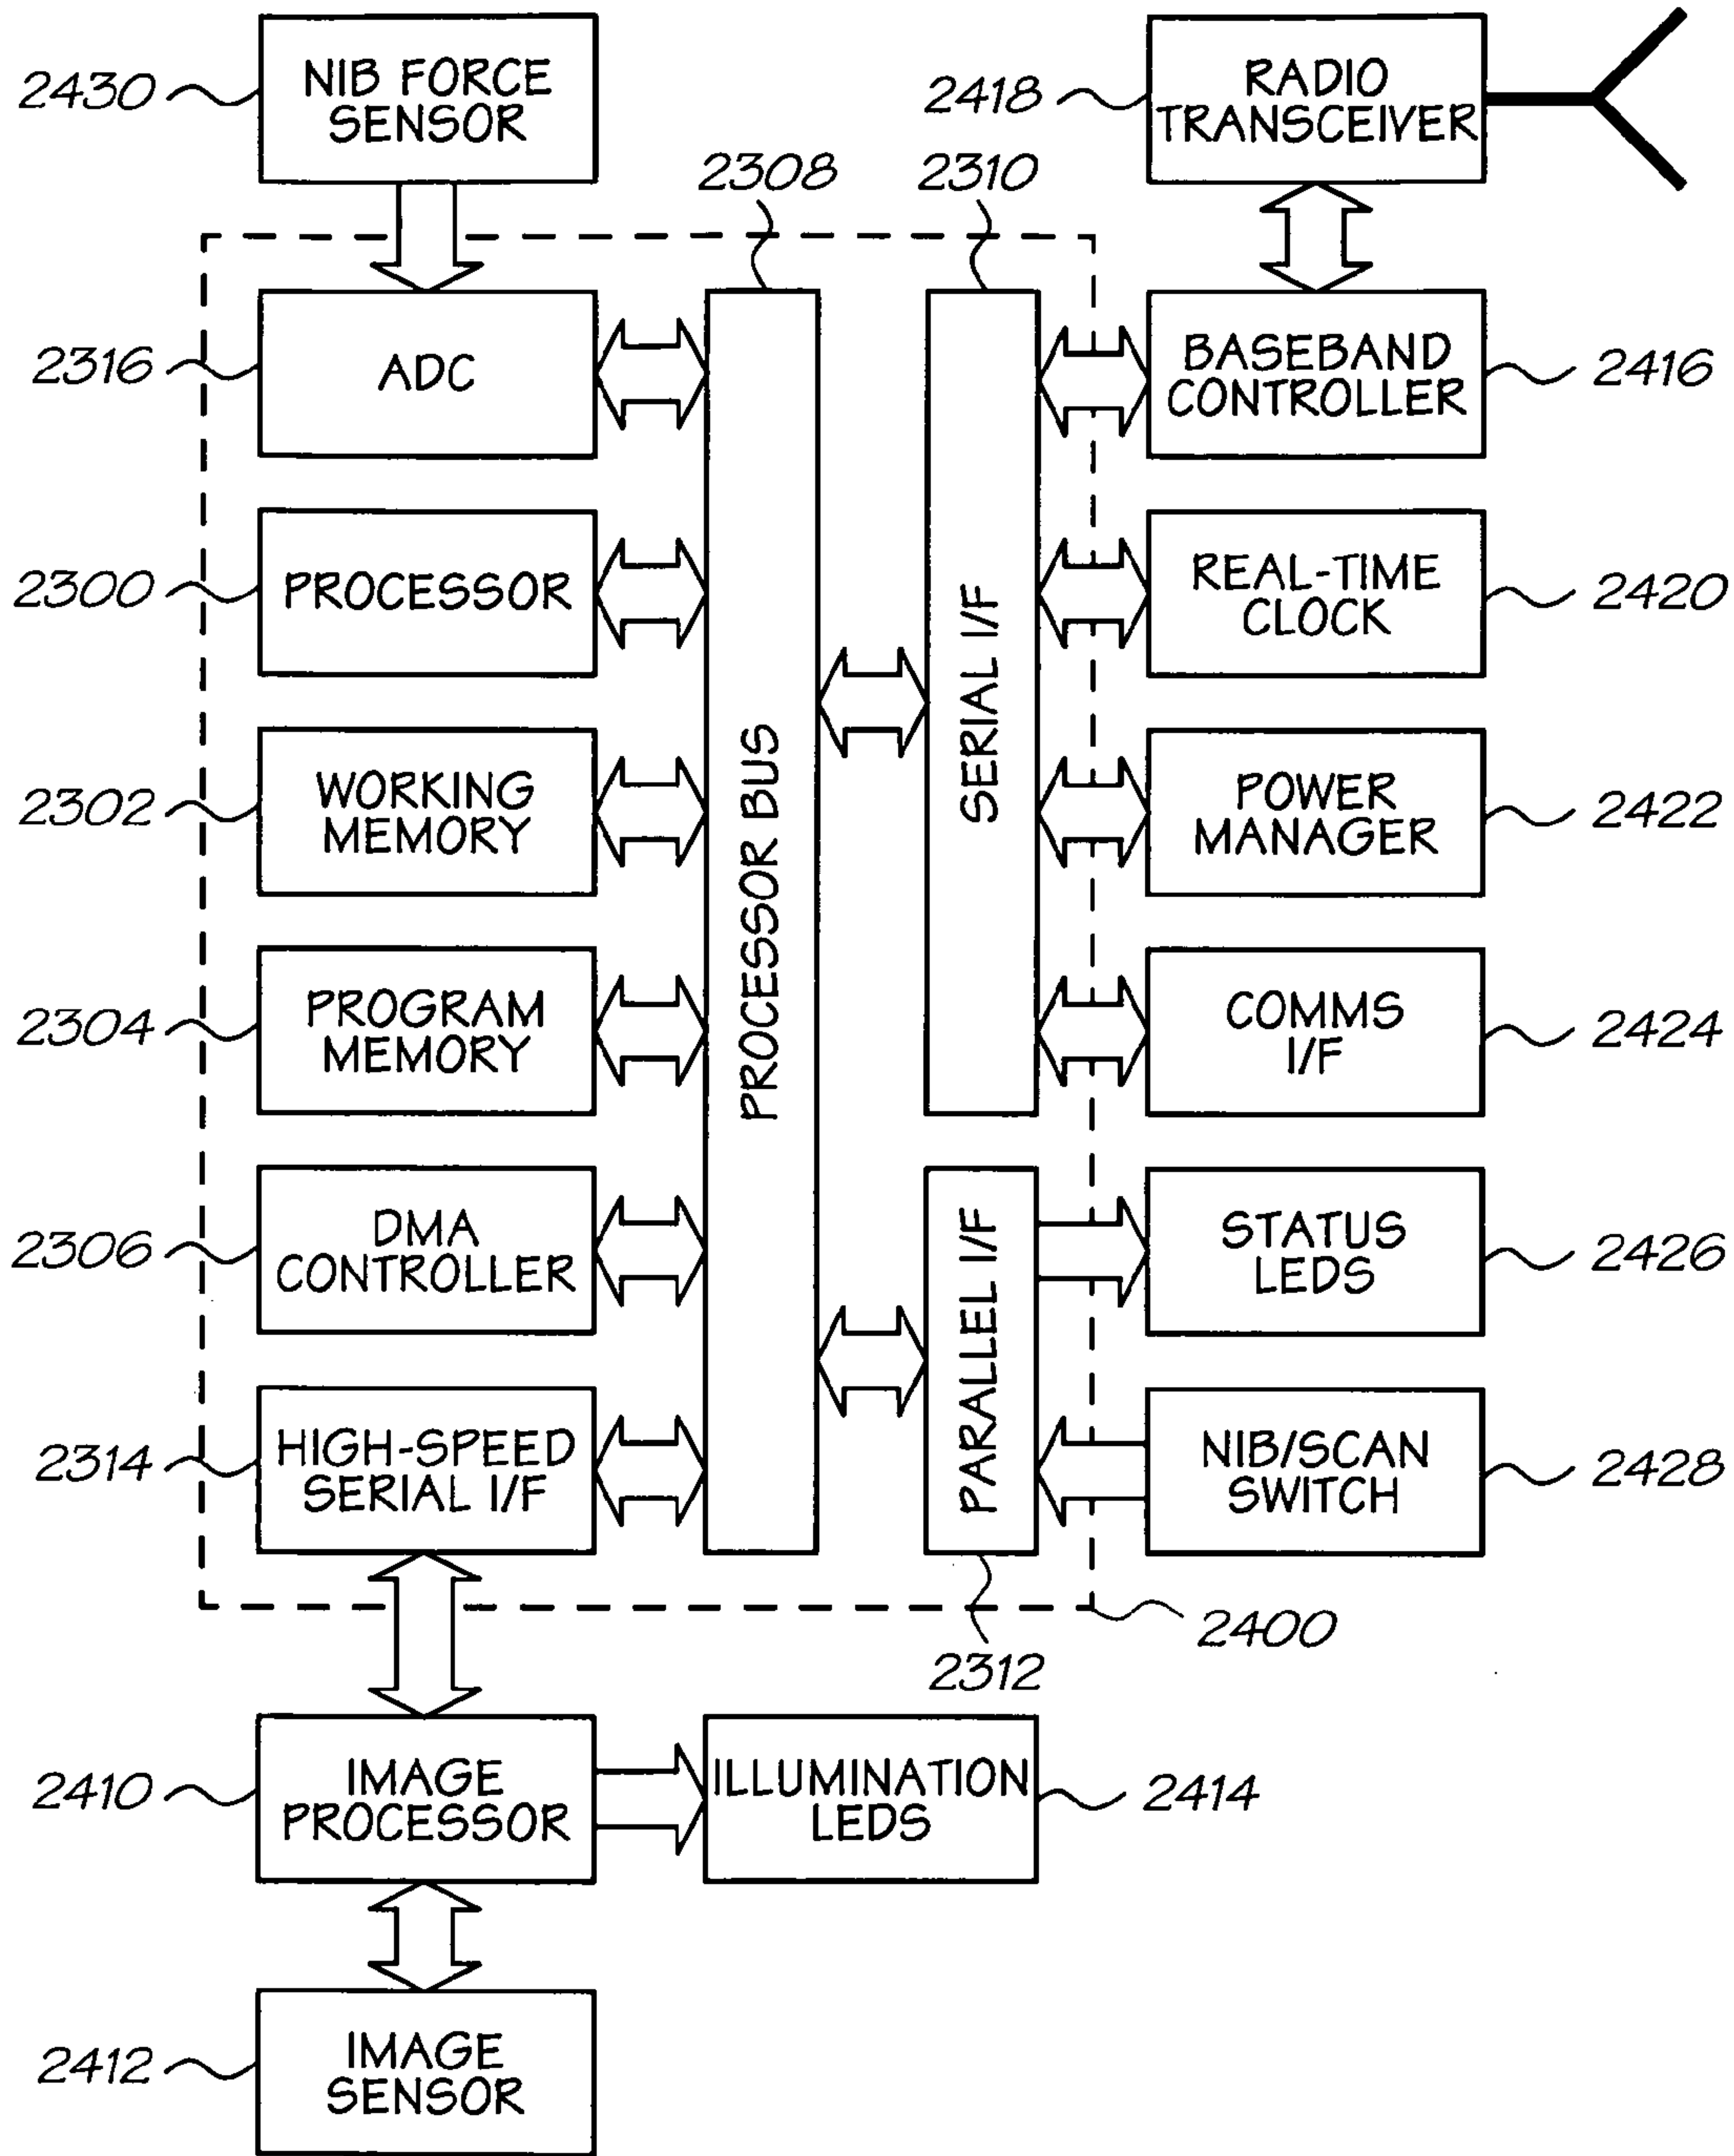 2430
NIB FORCE
SENSOR
2418
RADIO
TRANSCEIVER
2308
2310
2316
ADC
BASEBAND
CONTROLLER
2416
2300
PROCESSOR
REAL-TIME
CLOCK
2420
2302
WORKING
MEMORY
PROCESSOR BUS
SERIAL I/F
POWER
MANAGER
2422
2304
PROGRAM
MEMORY
COMMS
I/F
2424
2306
DMA
CONTROLLER
PARALLEL I/F
STATUS
LEDS
2426
2314
HIGH-SPEED
SERIAL I/F
NIB/SCAN
SWITCH
2428
2400
2312
2410
IMAGE
PROCESSOR
ILLUMINATION
LEDS
2414
2412
IMAGE
SENSOR